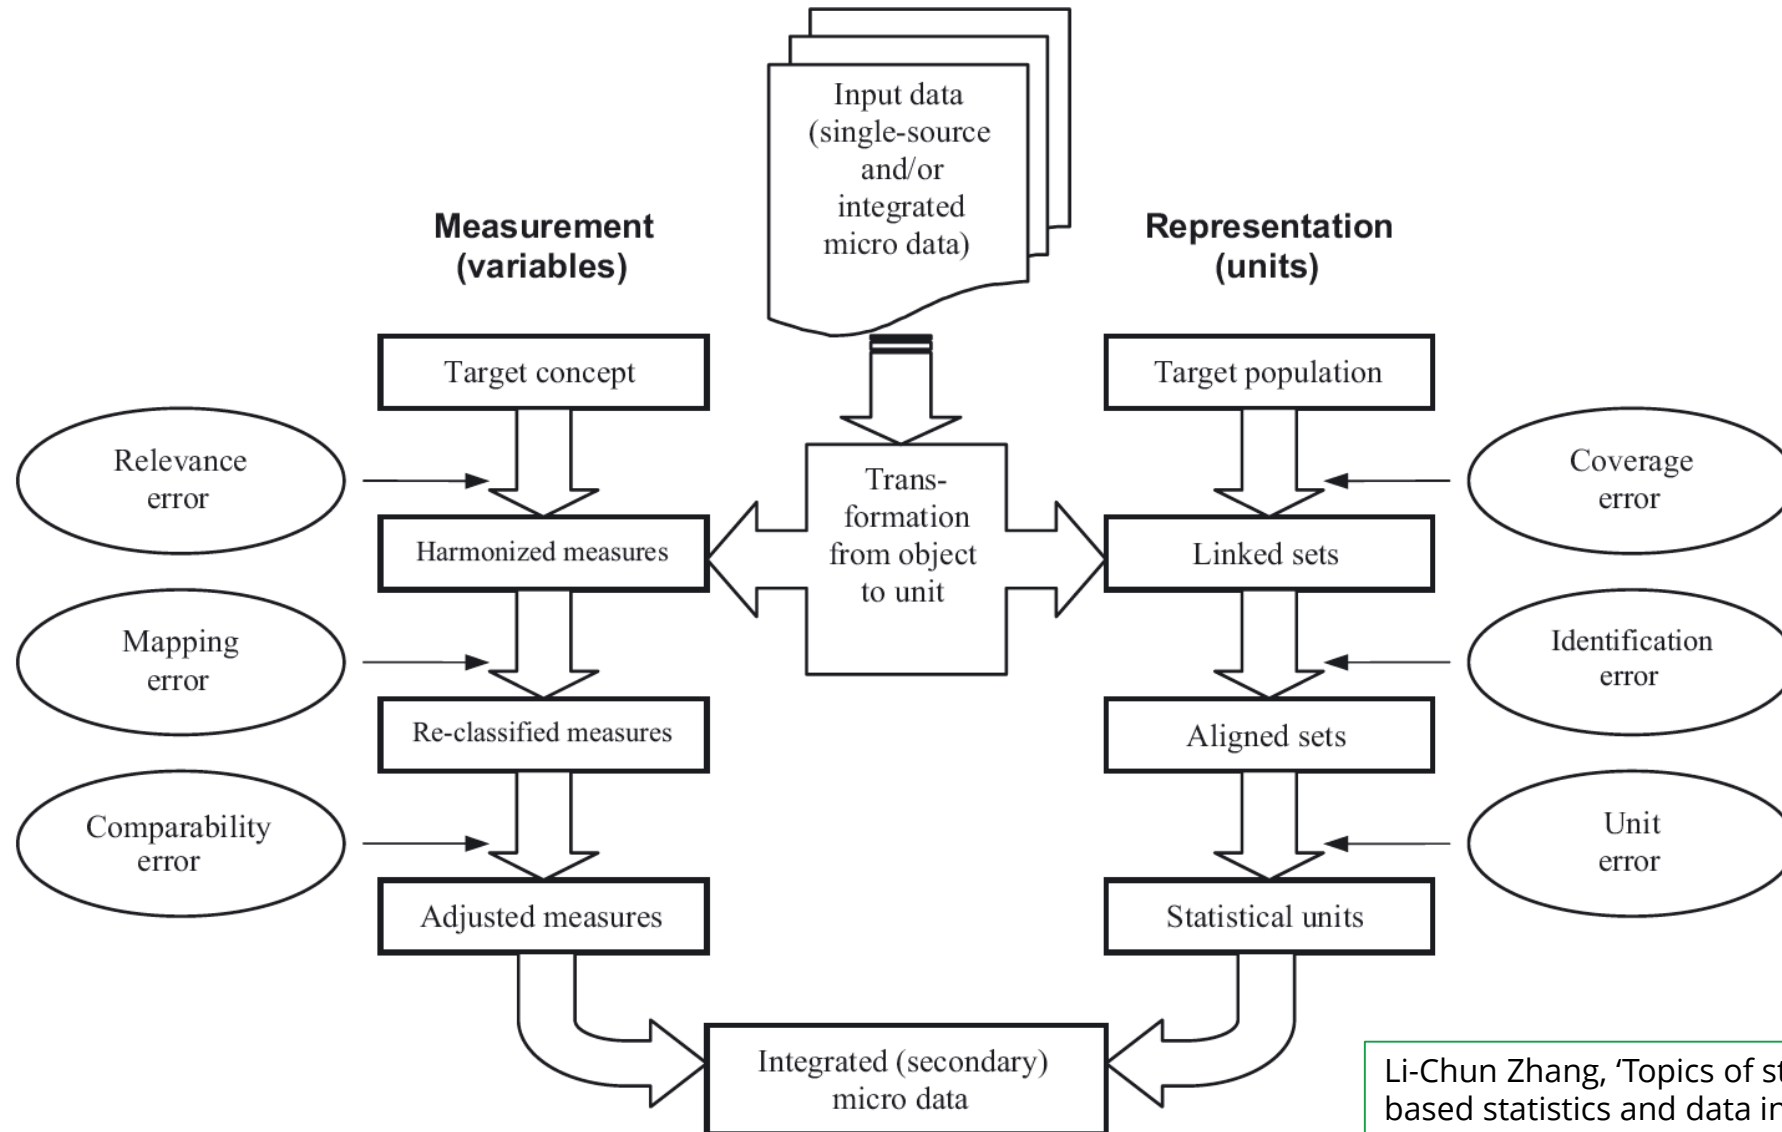 Input data
(single-source
and/or
integrated
micro data)
Measurement
(variables)
Representation
(units)
Target concept
Target population
Relevance
error
Trans-
formation
from object
to unit
Coverage
error
Harmonized measures
Linked sets
Mapping
error
Identification
error
Re-classified measures
Aligned sets
Comparability
error
Unit
error
Adjusted measures
Statistical units
Integrated (secondary)
micro data
Li-Chun Zhang, ‘Topics of
based statistics and data